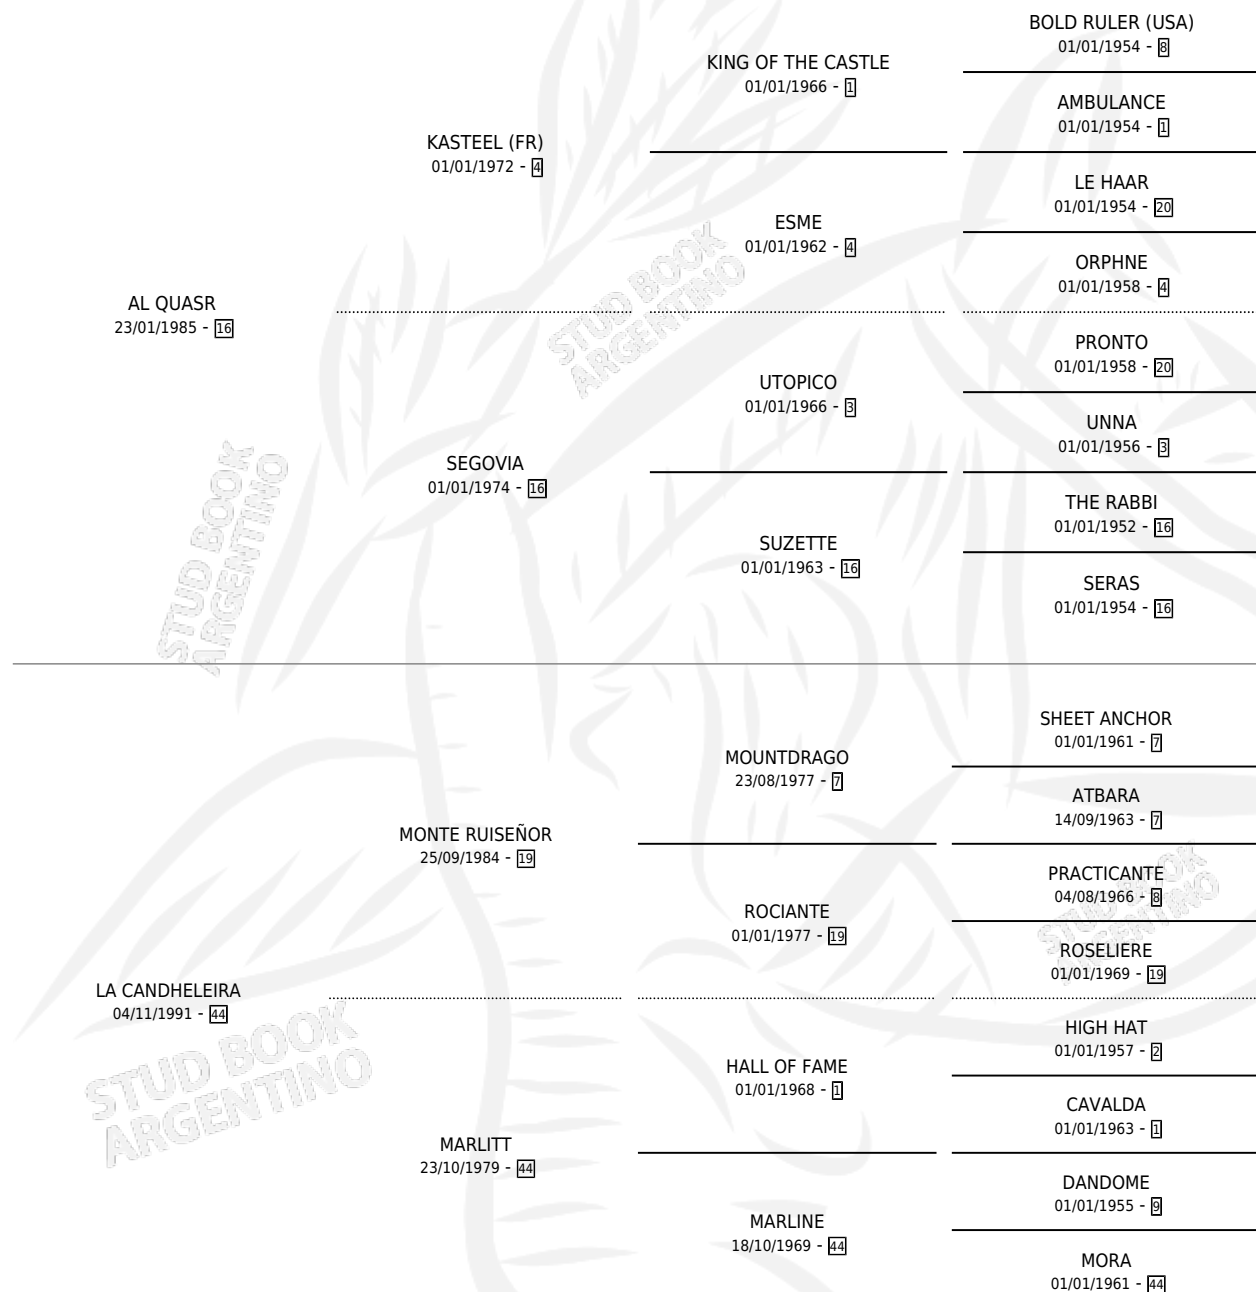 BOLD RULER (USA)
01/01/1954 - 8
KING OF THE CASTLE
01/01/1966 - 1
AMBULANCE
01/01/1954 - 1
KASTEEL (FR)
01/01/1972 - 4
LE HAAR
01/01/1954 - 20
ESME
01/01/1962 - 4
ORPHNE
01/01/1958 - 4
AL QUASR
23/01/1985 - 16
PRONTO
01/01/1958 - 20
UTOPICO
01/01/1966 - 3
UNNA
01/01/1956 - 3
SEGOVIA
01/01/1974 - 16
THE RABBI
01/01/1952 - 16
SUZETTE
01/01/1963 - 16
SERAS
01/01/1954 - 16
SHEET ANCHOR
01/01/1961 - 7
MOUNTDRAGO
23/08/1977 - 7
ATBARA
14/09/1963 - 7
MONTE RUISEÑOR
25/09/1984 - 19
PRACTICANTE
04/08/1966 - 8
ROCIANTE
01/01/1977 - 19
ROSELIERE
01/01/1969 - 19
LA CANDHELEIRA
04/11/1991 - 44
HIGH HAT
01/01/1957 - 2
HALL OF FAME
01/01/1968 - 1
CAVALDA
01/01/1963 - 1
MARLITT
23/10/1979 - 44
DANDOME
01/01/1955 - 9
MARLINE
18/10/1969 - 44
MORA
01/01/1961 - 44
STUD BOOK
ARGENTINO
STUD BOOK
ARGENTINO
STUD BOOK
ARGENTINO
STUD BOOK
ARGENTINO